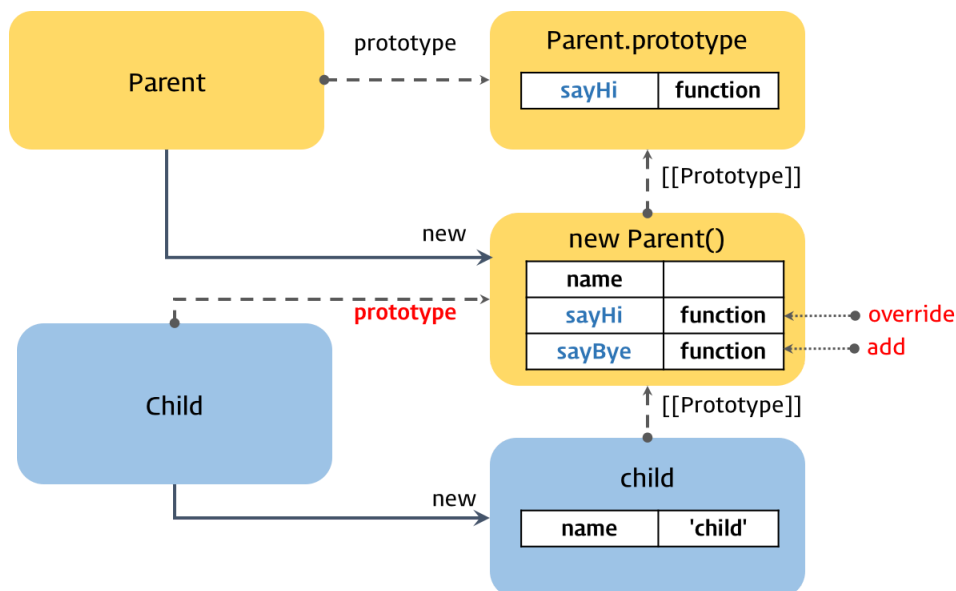 Parent
prototype
Parent.prototype
sayHi function
[[Prototype]]
new
new Parent()
name
sayHi function
override
sayBye function
add
prototype
Child
[[Prototype]]
new
child
name 'child'